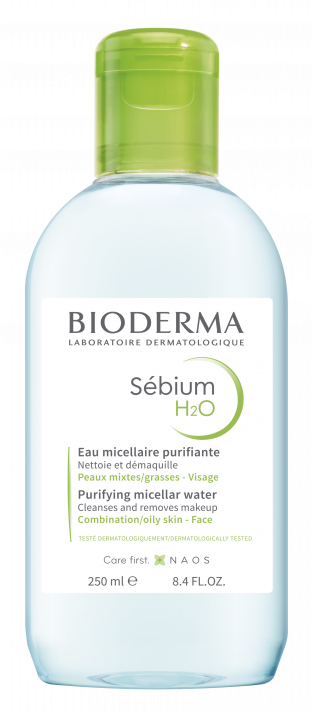 BIODERMA
LABORATOIRE DERMATOLOGIQUE
Sébium
H2O
Eau micellaire purifiante
Nettoie et démaquille
Peaux mixtes/grasses - Visage
Purifying micellar water
Cleanses and removes makeup
Combination/oily skin - Face
TESTÉ DERMATOLOGIQUEMENT/DERMATOLOGICALLY TESTED
Care first. NAOS
250 ml ℮ 8.4 FL.OZ.